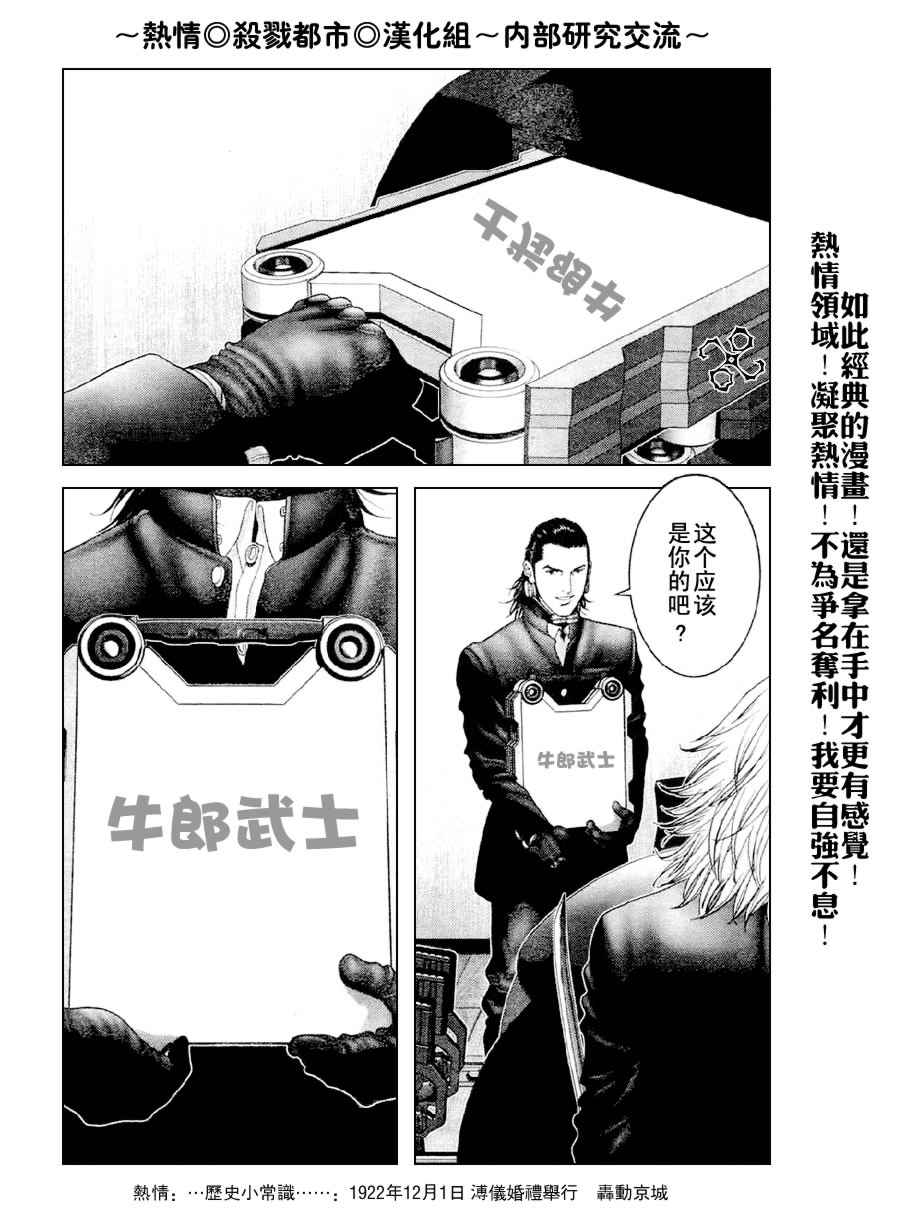 ～熱情◎殺戮都市◎漢化組～内部研究交流～
牛郎武士
这个应该
是你的吧？
牛郎武士
牛郎武士
如此經典的漫畫！還是拿在手中才更有感覺！
熱情領域！凝聚熱情！不為爭名奪利！我要自強不息！
熱情：…歷史小常識……：1922年12月1日 溥儀婚禮舉行　轟動京城